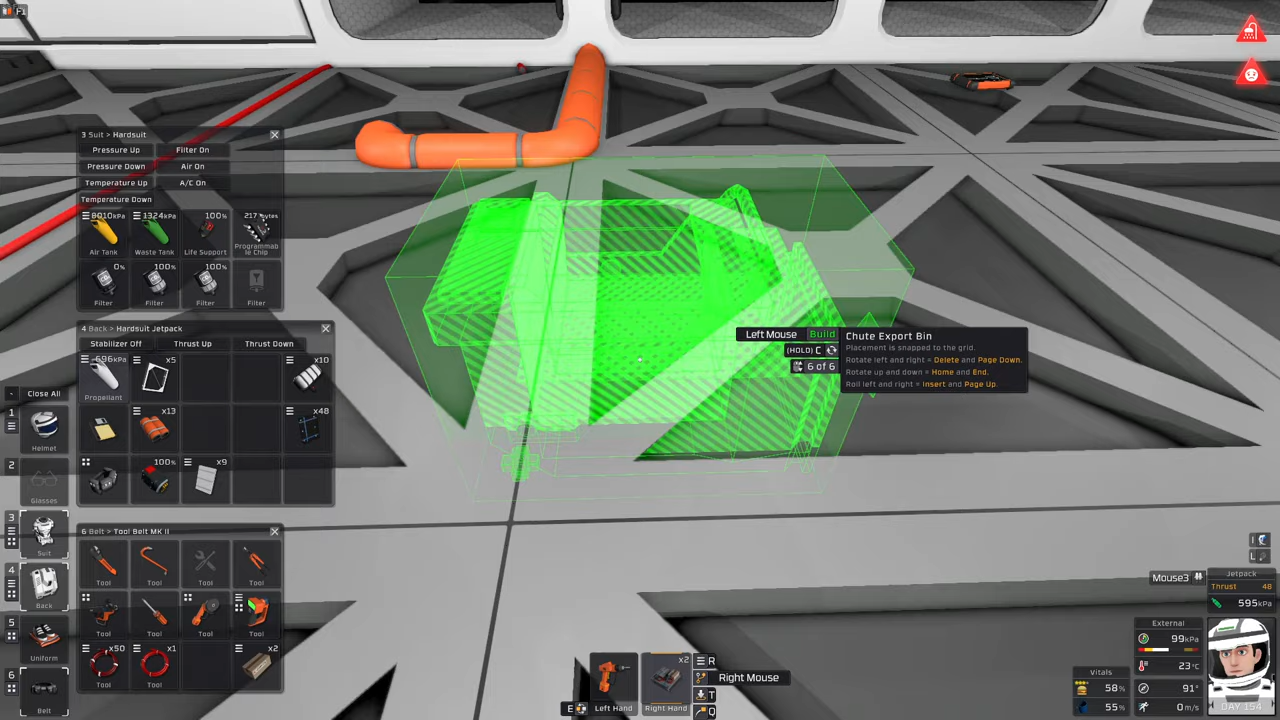 F1
3 Suit > Hardsuit
Pressure Up
Filter On
Pressure Down
Air On
Temperature Up
A/C On
Temperature Down
8010kPa
1324kPa
100%
217 bytes
Air Tank
Waste Tank
Life Support
Programmab
le Chip
0%
100%
100%
Filter
Filter
Filter
Filter
4 Back > Hardsuit Jetpack
Stabilizer Off
Thrust Up
Thrust Down
696kPa
x5
x10
Propellant
x13
x48
100%
x9
6 Belt > Tool Belt MK II
Tool
Tool
Tool
Tool
Tool
Tool
Tool
Tool
x50
x1
x2
Tool
Tool
Close All
1
Helmet
2
Glasses
3
Suit
4
Back
5
Uniform
6
Belt
Left Mouse
Build
(HOLD) C
6 of 6
Chute Export Bin
Placement is snapped to the grid.
Rotate left and right = Delete and Page Down.
Rotate up and down = Home and End.
Roll left and right = Insert and Page Up.
x2
R
Right Mouse
T
E
Left Hand
Right Hand
Q
I
L
Mouse3
Jetpack
Thrust 48
595kPa
External
99kPa
23°C
Vitals
58%
91°
55%
0m/s
DAY 154